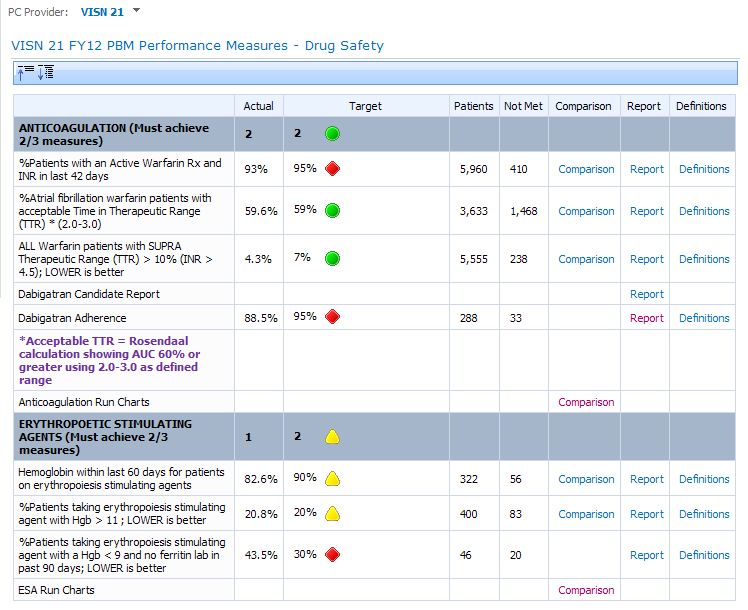 PC Provider: VISN 21
VISN 21 FY12 PBM Performance Measures - Drug Safety
Actual Target Patients Not Met Comparison Report Definitions
ANTICOAGULATION (Must achieve
2/3 measures) 2 2
%Patients with an Active Warfarin Rx and
INR in last 42 days 93% 95% 5,960 410 Comparison Report Definitions
%Atrial fibrillation warfarin patients with
acceptable Time in Therapeutic Range
(TTR) * (2.0-3.0) 59.6% 59% 3,633 1,468 Comparison Report Definitions
ALL Warfarin patients with SUPRA
Therapeutic Range (TTR) > 10% (INR >
4.5); LOWER is better 4.3% 7% 5,555 238 Comparison Report Definitions
Dabigatran Candidate Report Report
Dabigatran Adherence 88.5% 95% 288 33 Report Definitions
*Acceptable TTR = Rosendaal
calculation showing AUC 60% or
greater using 2.0-3.0 as defined
range
Anticoagulation Run Charts Comparison
ERYTHROPOETIC STIMULATING
AGENTS (Must achieve 2/3
measures) 1 2
Hemoglobin within last 60 days for patients
on erythropoiesis stimulating agents 82.6% 90% 322 56 Comparison Report Definitions
%Patients taking erythropoiesis stimulating
agent with Hgb > 11 ; LOWER is better 20.8% 20% 400 83 Comparison Report Definitions
%Patients taking erythropoiesis stimulating
agent with a Hgb < 9 and no ferritin lab in
past 90 days; LOWER is better 43.5% 30% 46 20 Report Definitions
ESA Run Charts Comparison